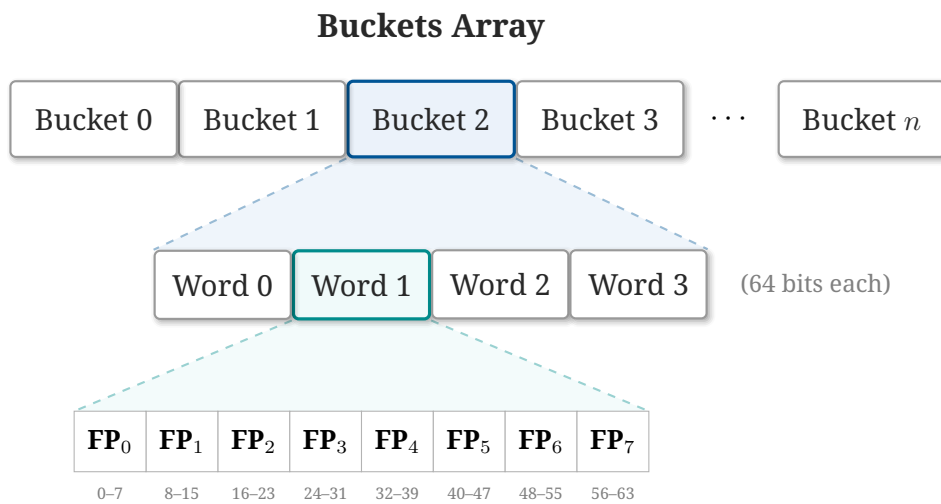 Buckets Array
Bucket 0 Bucket 1 Bucket 2 Bucket 3 ··· Bucket n
Word 0 Word 1 Word 2 Word 3 (64 bits each)
FP₀ FP₁ FP₂ FP₃ FP₄ FP₅ FP₆ FP₇
0–7 8–15 16–23 24–31 32–39 40–47 48–55 56–63